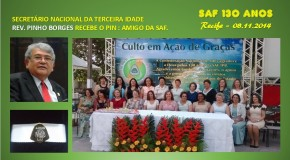 SECRETÁRIO NACIONAL DA TERCEIRA IDADE
REV. PINHO BORGES RECEBE O PIN : AMIGO DA SAF.
SAF 130 ANOS
Recife - 08.11.2014
Culto em Ação de Graças